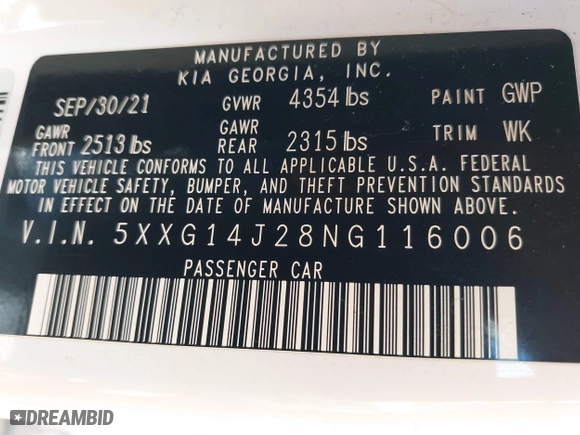 MANUFACTURED BY
KIA GEORGIA, INC.
SEP/30/21 GVWR 4354 lbs PAINT GWP
GAWR FRONT 2513 lbs GAWR REAR 2315 lbs TRIM WK
THIS VEHICLE CONFORMS TO ALL APPLICABLE U.S.A. FEDERAL
MOTOR VEHICLE SAFETY, BUMPER, AND THEFT PREVENTION STANDARDS
IN EFFECT ON THE DATE OF MANUFACTURE SHOWN ABOVE.
V.I.N. 5XXG14J28NG116006
PASSENGER CAR
DREAMBID